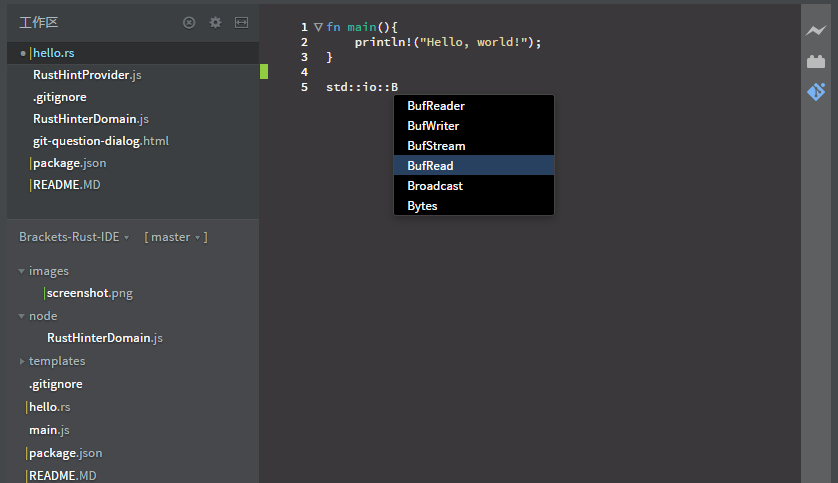 工作区
hello.rs
RustHintProvider.js
.gitignore
RustHinterDomain.js
git-question-dialog.html
package.json
README.MD
Brackets-Rust-IDE [ master ]
images
screenshot.png
node
RustHinterDomain.js
templates
.gitignore
hello.rs
main.js
package.json
README.MD
1 fn main(){
2 println!("Hello, world!");
3 }
4
5 std::io::B
BufReader
BufWriter
BufStream
BufRead
Broadcast
Bytes